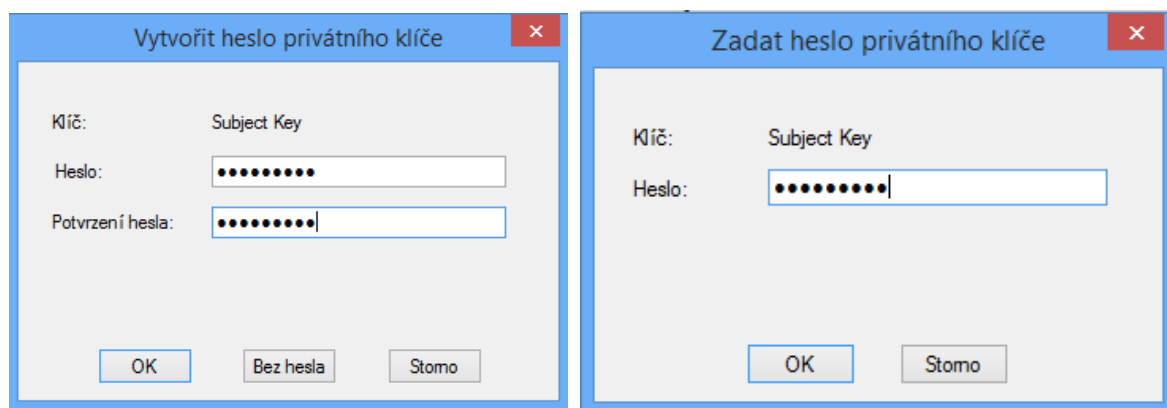 Vytvořit heslo privátního klíče
Klíč: Subject Key
Heslo: •••••••••
Potvrzení hesla: •••••••••
OK Bez hesla Storno
Zadat heslo privátního klíče
Klíč: Subject Key
Heslo: •••••••••
OK Storno